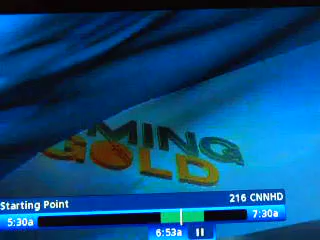 MING
GOLD
Starting Point 216 CNNHD
5:30a 7:30a
6:53a